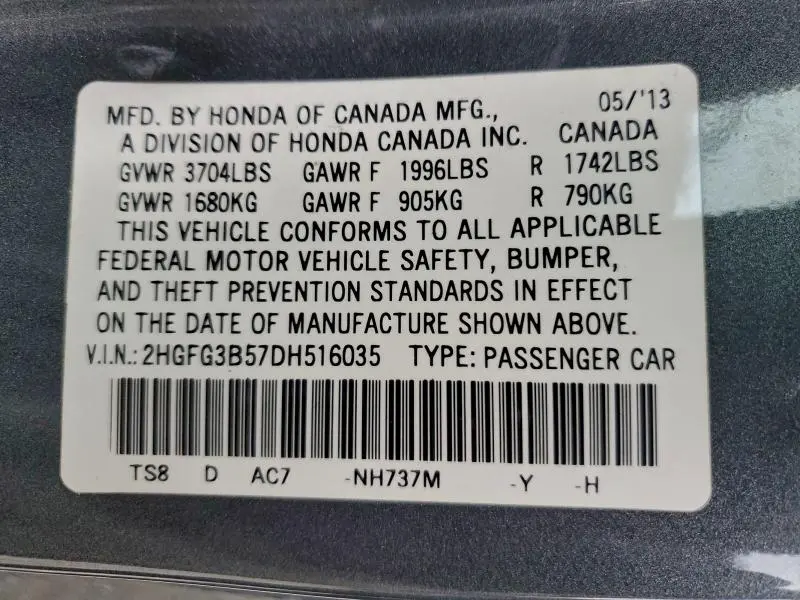 MFD. BY HONDA OF CANADA MFG., 05/'13
A DIVISION OF HONDA CANADA INC. CANADA
GVWR 3704LBS GAWR F 1996LBS R 1742LBS
GVWR 1680KG GAWR F 905KG R 790KG
THIS VEHICLE CONFORMS TO ALL APPLICABLE
FEDERAL MOTOR VEHICLE SAFETY, BUMPER,
AND THEFT PREVENTION STANDARDS IN EFFECT
ON THE DATE OF MANUFACTURE SHOWN ABOVE.
V.I.N.: 2HGFG3B57DH516035 TYPE: PASSENGER CAR
TS8 D AC7 -NH737M -Y -H